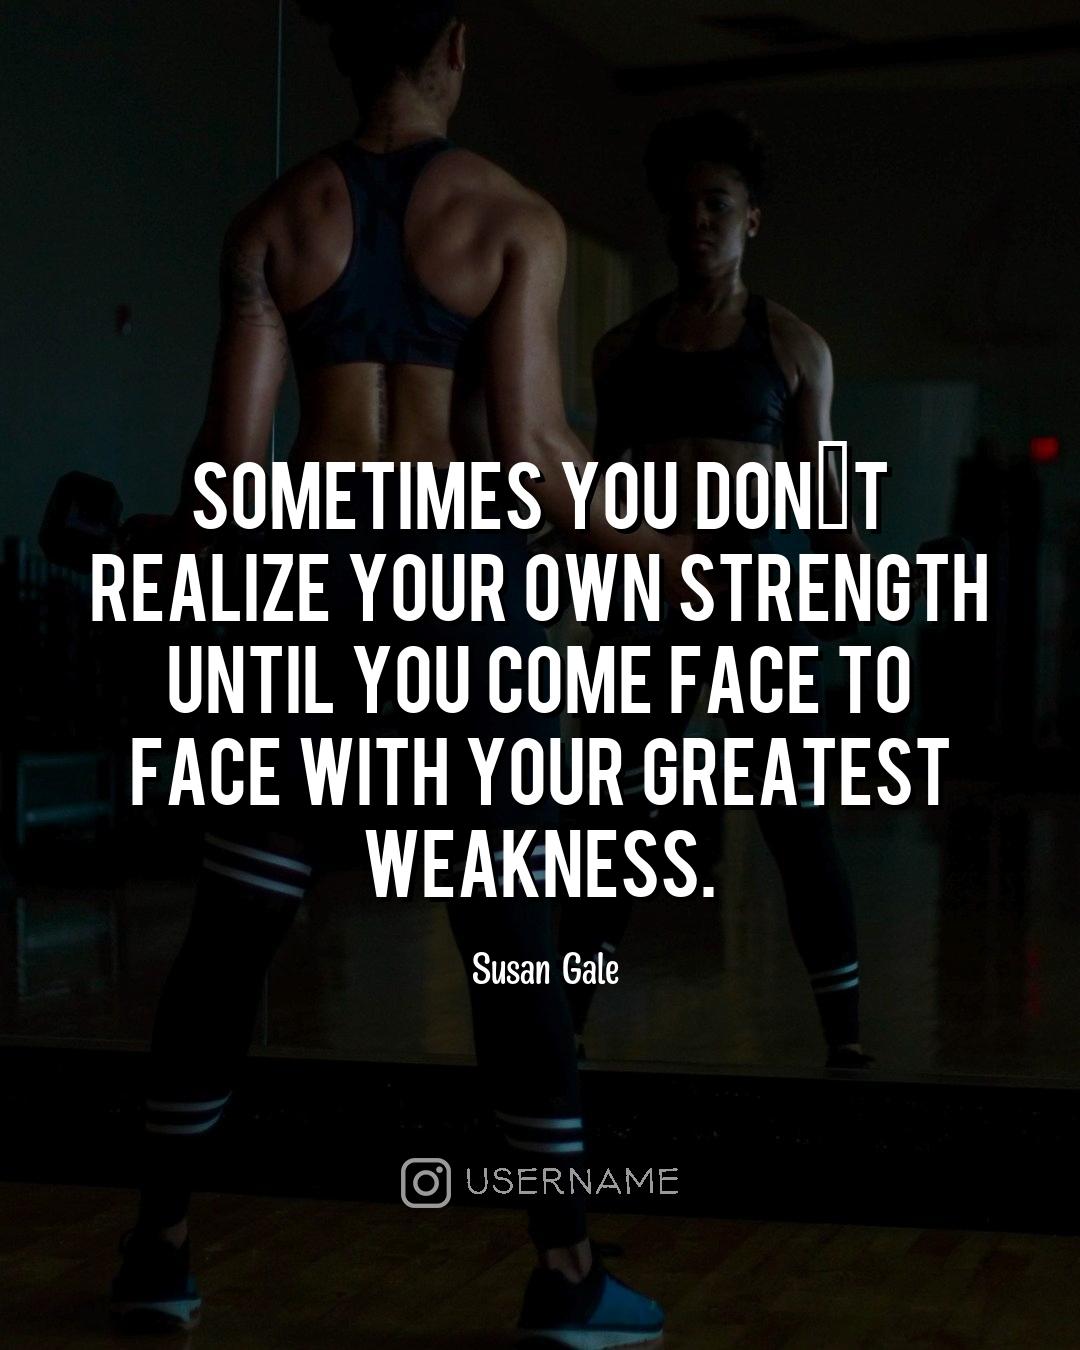 SOMETIMES YOU DON▯T
REALIZE YOUR OWN STRENGTH
UNTIL YOU COME FACE TO
FACE WITH YOUR GREATEST
WEAKNESS.
Susan Gale
USERNAME